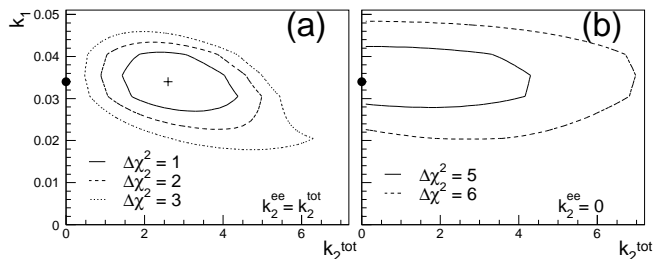 (a) (b)
k₁
0.05
0.04
0.03
0.02
0.01
0
Δχ² = 1
Δχ² = 2
Δχ² = 3
k₂ᵉᵉ = k₂ᵗᵒᵗ
0 2 4 6
k₂ᵗᵒᵗ
Δχ² = 5
Δχ² = 6
k₂ᵉᵉ = 0
0 2 4 6
k₂ᵗᵒᵗ